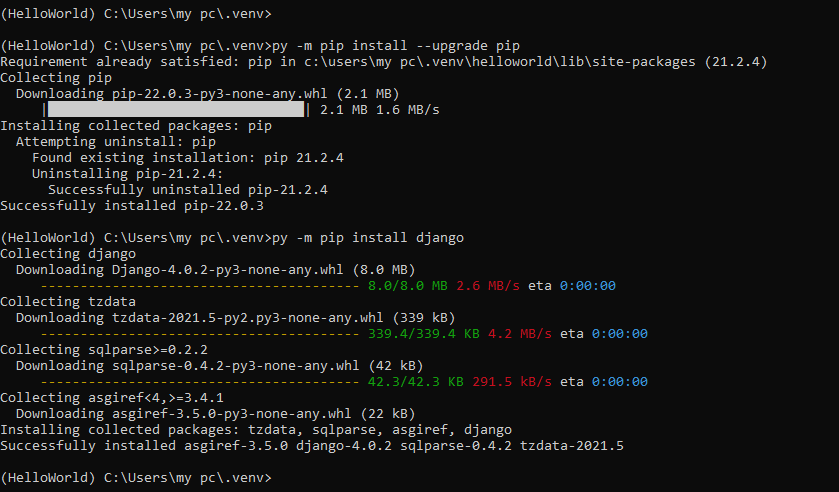 (HelloWorld) C:\Users\my pc\.venv>
(HelloWorld) C:\Users\my pc\.venv>py -m pip install --upgrade pip
Requirement already satisfied: pip in c:\users\my pc\.venv\helloworld\lib\site-packages (21.2.4)
Collecting pip
  Downloading pip-22.0.3-py3-none-any.whl (2.1 MB)
     |████████████████████████████████| 2.1 MB 1.6 MB/s
Installing collected packages: pip
  Attempting uninstall: pip
    Found existing installation: pip 21.2.4
    Uninstalling pip-21.2.4:
      Successfully uninstalled pip-21.2.4
Successfully installed pip-22.0.3
(HelloWorld) C:\Users\my pc\.venv>py -m pip install django
Collecting django
  Downloading Django-4.0.2-py3-none-any.whl (8.0 MB)
     ---------------------------------------- 8.0/8.0 MB 2.6 MB/s eta 0:00:00
Collecting tzdata
  Downloading tzdata-2021.5-py2.py3-none-any.whl (339 kB)
     ---------------------------------------- 339.4/339.4 KB 4.2 MB/s eta 0:00:00
Collecting sqlparse>=0.2.2
  Downloading sqlparse-0.4.2-py3-none-any.whl (42 kB)
     ---------------------------------------- 42.3/42.3 KB 291.5 kB/s eta 0:00:00
Collecting asgiref<4,>=3.4.1
  Downloading asgiref-3.5.0-py3-none-any.whl (22 kB)
Installing collected packages: tzdata, sqlparse, asgiref, django
Successfully installed asgiref-3.5.0 django-4.0.2 sqlparse-0.4.2 tzdata-2021.5
(HelloWorld) C:\Users\my pc\.venv>